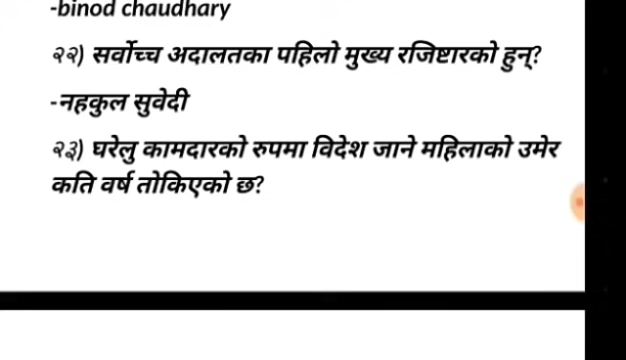 -binod chaudhary
२२) सर्वोच्च अदालतका पहिलो मुख्य रजिष्टारको हुन्?
-नहकुल सुवेदी
२३) घरेलु कामदारको रुपमा विदेश जाने महिलाको उमेर
कति वर्ष तोकिएको छ?